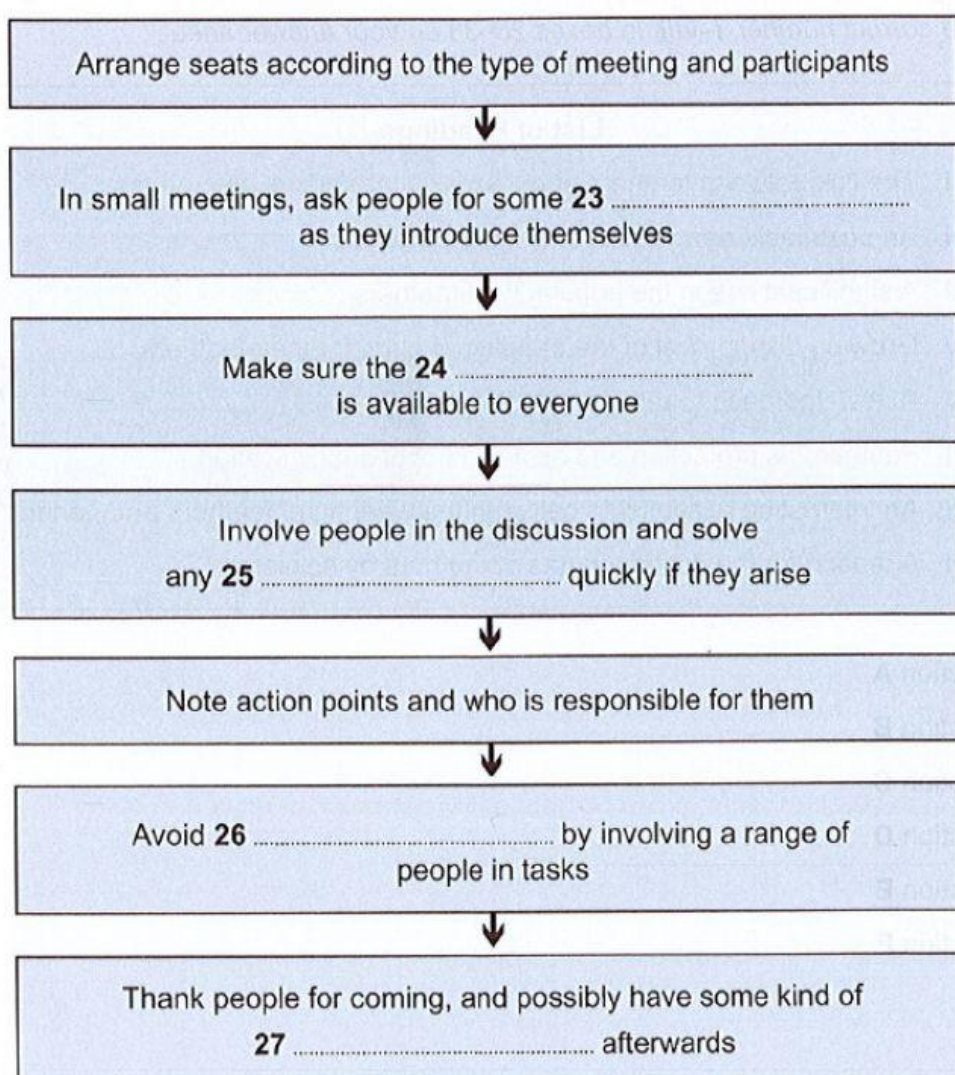 Arrange seats according to the type of meeting and participants
In small meetings, ask people for some 23 ............................................
as they introduce themselves
Make sure the 24 ............................................
is available to everyone
Involve people in the discussion and solve
any 25 ............................................ quickly if they arise
Note action points and who is responsible for them
Avoid 26 ............................................ by involving a range of
people in tasks
Thank people for coming, and possibly have some kind of
27 ............................................ afterwards